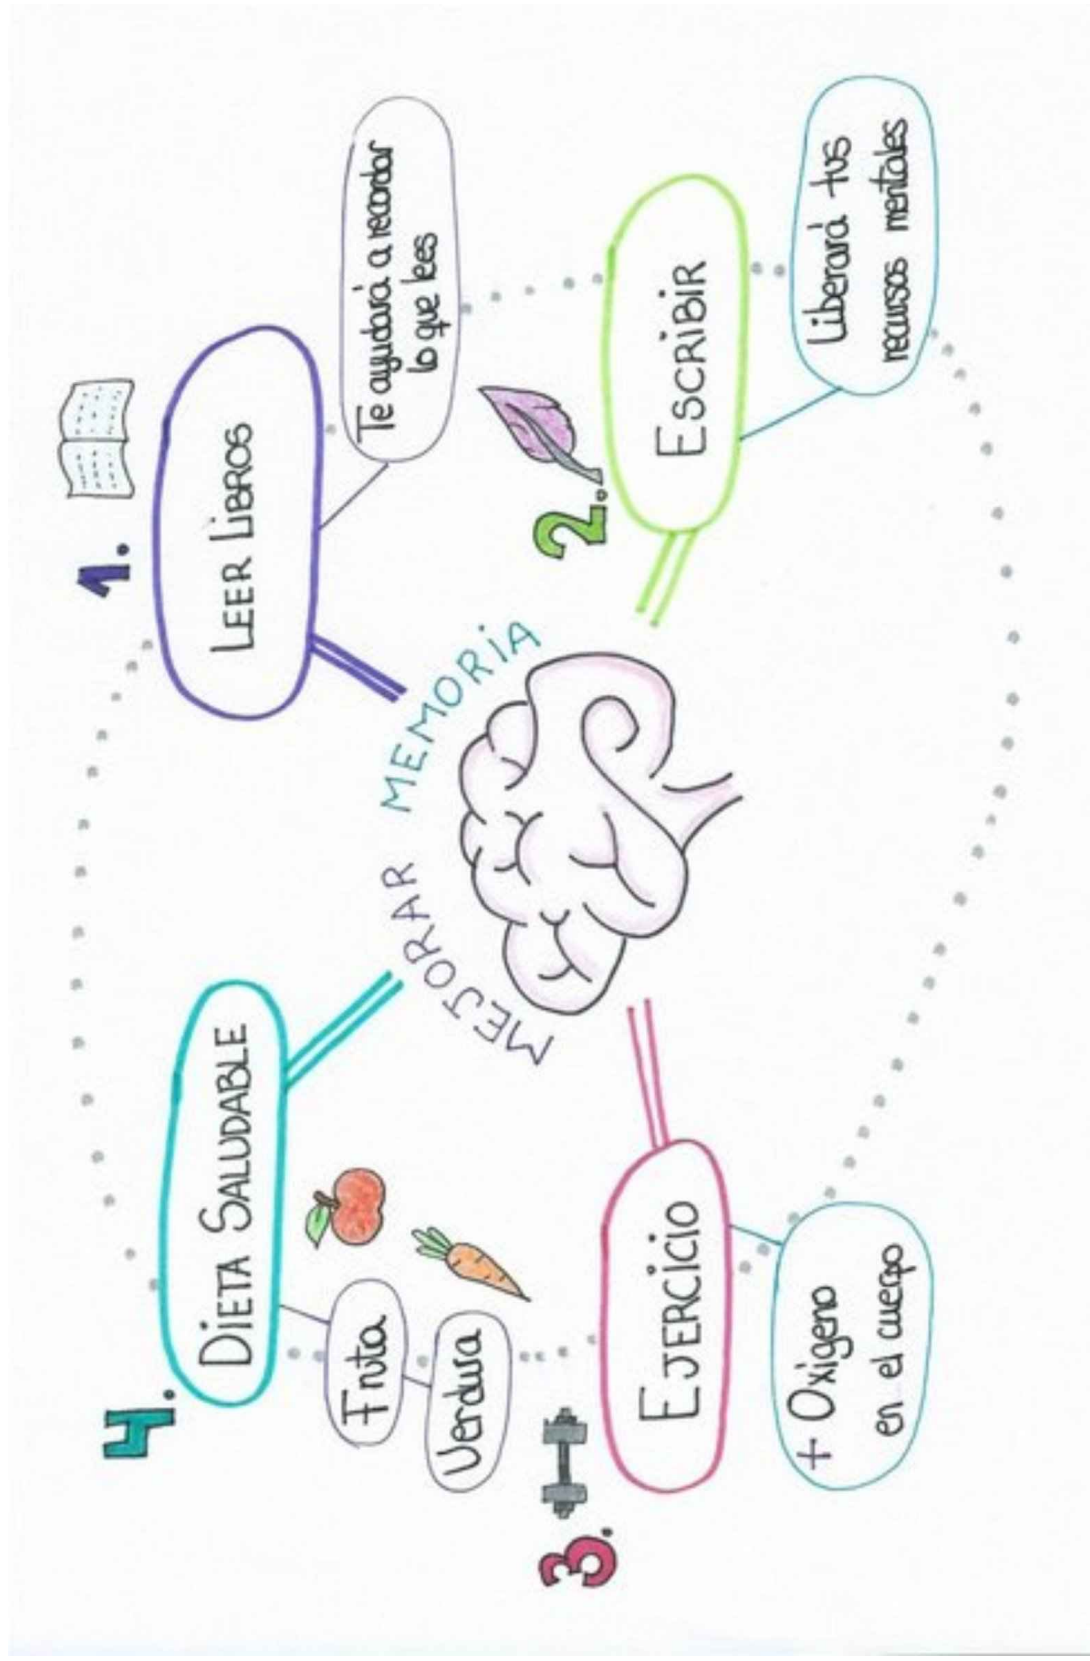 MEJORAR MEMORIA
1.
LEER LIBROS
Te ayudará a recordar
lo que lees
2.
ESCRIBIR
Liberará tus
recursos mentales
3.
EJERCICIO
+ Oxigeno
en el cuerpo
4.
DIETA SALUDABLE
Fruta
Verdura